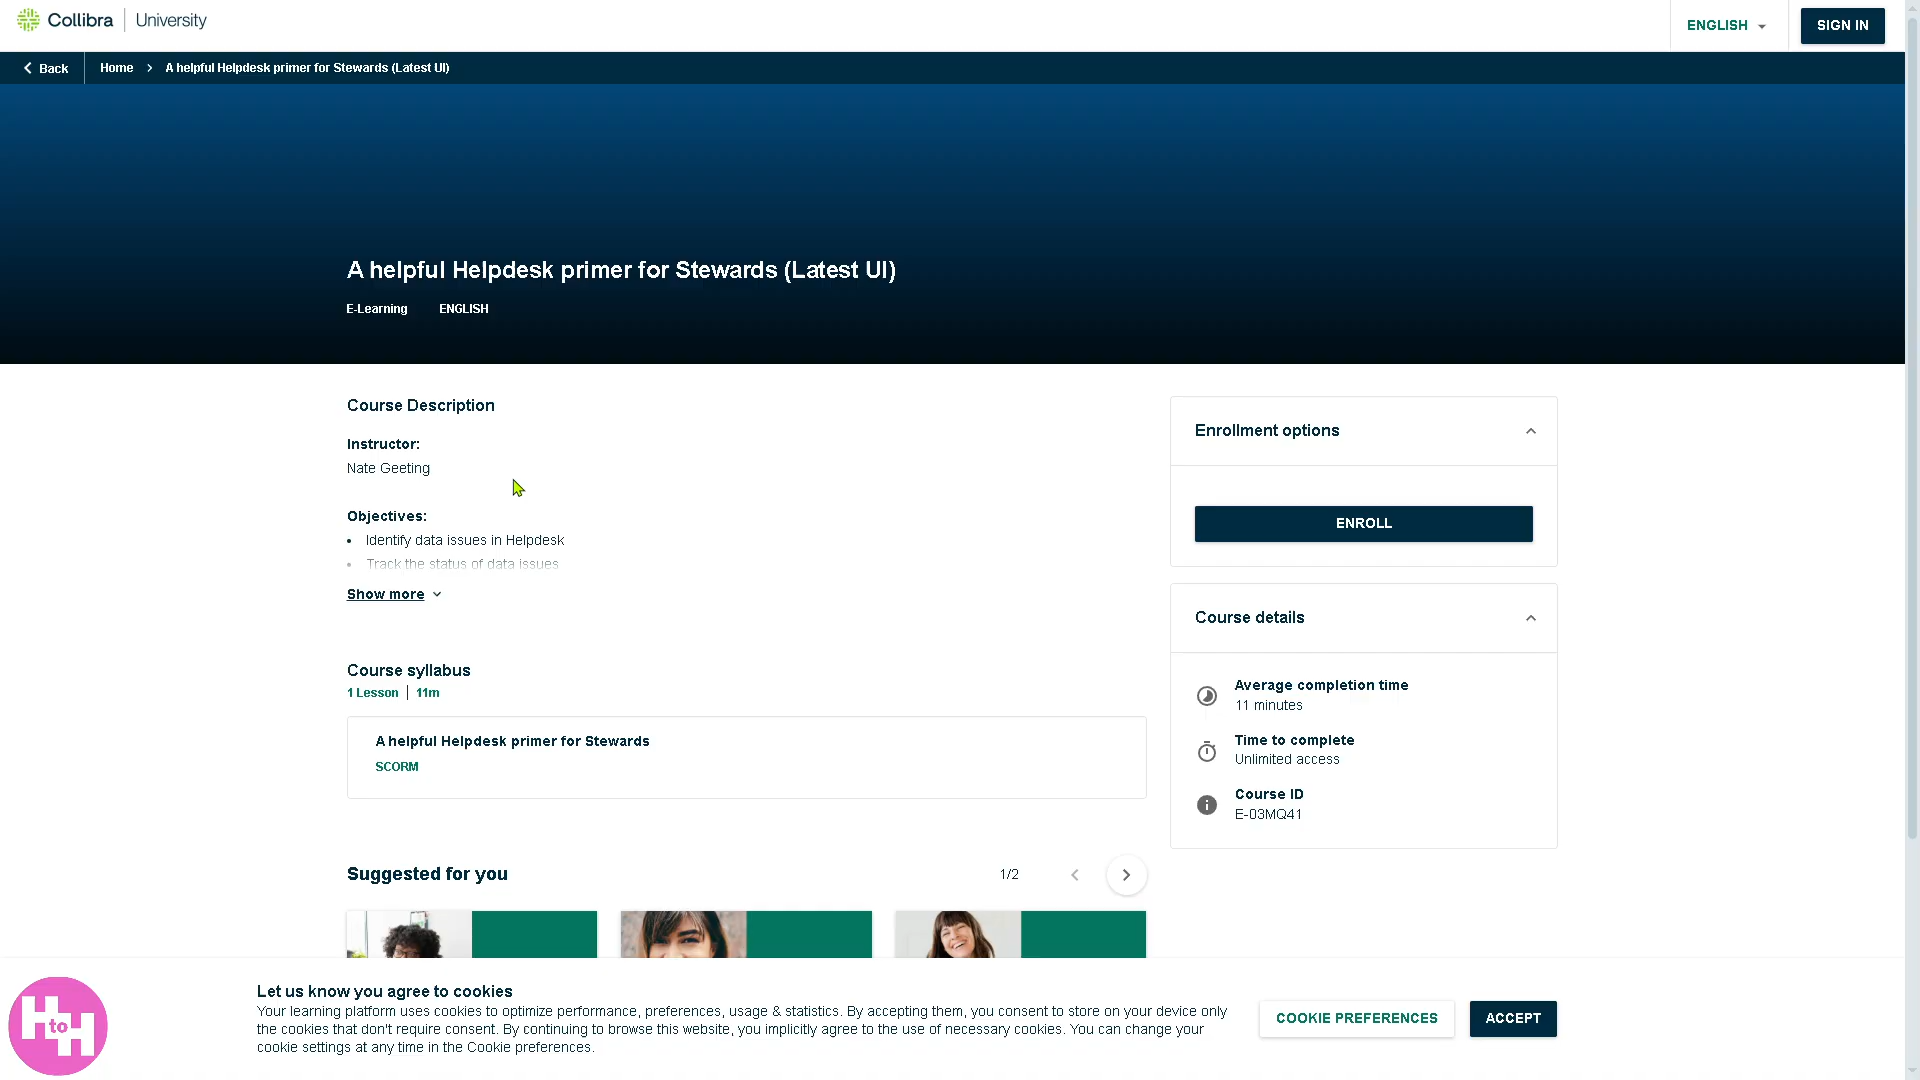 Collibra University
ENGLISH
SIGN IN
Back
Home
A helpful Helpdesk primer for Stewards (Latest UI)
A helpful Helpdesk primer for Stewards (Latest UI)
E-Learning ENGLISH
Course Description
Instructor:
Nate Geeting
Objectives:
• Identify data issues in Helpdesk
• Track the status of data issues
Show more
Course syllabus
1 Lesson | 11m
A helpful Helpdesk primer for Stewards
SCORM
Enrollment options
ENROLL
Course details
Average completion time
11 minutes
Time to complete
Unlimited access
Course ID
E-03MQ41
Suggested for you
1/2
Let us know you agree to cookies
Your learning platform uses cookies to optimize performance, preferences, usage & statistics. By accepting them, you consent to store on your device only
the cookies that don't require consent. By continuing to browse this website, you implicitly agree to the use of necessary cookies. You can change your
cookie settings at any time in the Cookie preferences.
COOKIE PREFERENCES
ACCEPT
H to H